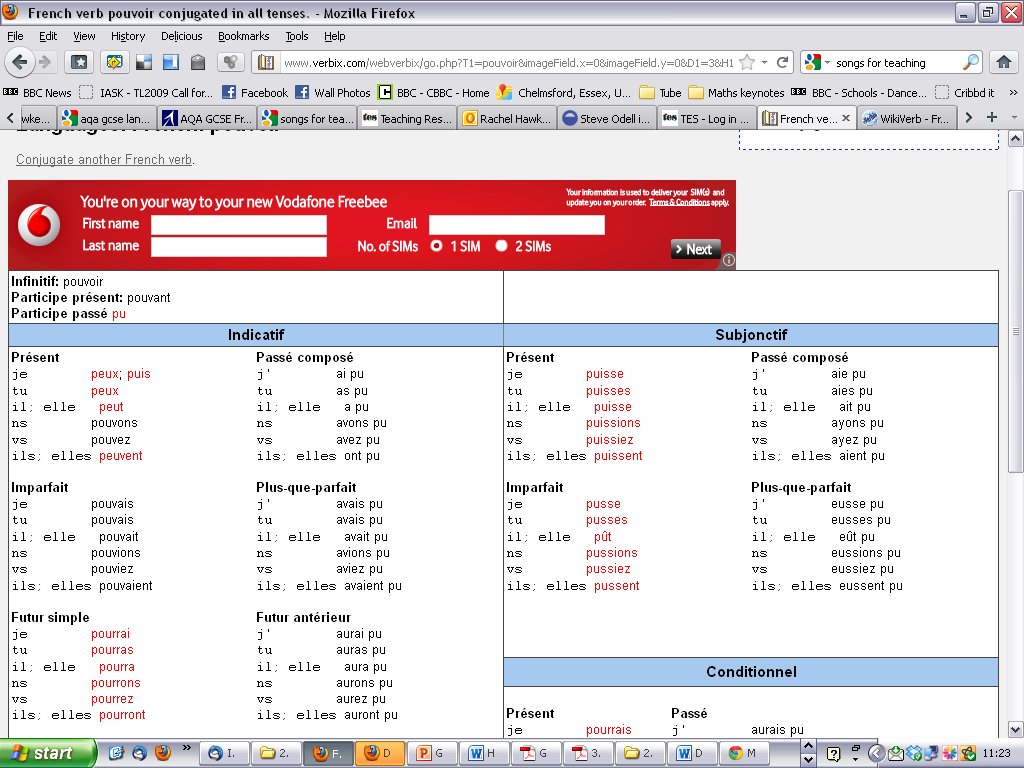 French verb pouvoir conjugated in all tenses. - Mozilla Firefox
File Edit View History Delicious Bookmarks Tools Help
www.verbix.com/webverbix/go.php?T1=pouvoir&imageField.x=0&imageField.y=0&D1=3&H1
songs for teaching
BBC News IASK - TL2009 Call for... Facebook Wall Photos BBC - CBBC - Home Chelmsford, Essex, U... Tube Maths keynotes BBC - Schools - Dance... Cribbd it
wke... aqa gcse lan... AQA GCSE Fr... songs for tea... Teaching Res... Rachel Hawk... Steve Odell i... TES - Log in ... French ve... WikiVerb - Fr...
Conjugate another French verb.
You're on your way to your new Vodafone Freebee
Your information is used to deliver your SIM(s) and
update you on your order. Terms & Conditions apply.
First name Email
Last name No. of SIMs 1 SIM 2 SIMs
> Next
Infinitif: pouvoir
Participe présent: pouvant
Participe passé pu
Indicatif Subjonctif
Présent Passé composé Présent Passé composé
je peux; puis j' ai pu je puisse j' aie pu
tu peux tu as pu tu puisses tu aies pu
il; elle peut il; elle a pu il; elle puisse il; elle ait pu
ns pouvons ns avons pu ns puissions ns ayons pu
vs pouvez vs avez pu vs puissiez vs ayez pu
ils; elles peuvent ils; elles ont pu ils; elles puissent ils; elles aient pu
Imparfait Plus-que-parfait Imparfait Plus-que-parfait
je pouvais j' avais pu je pusse j' eusse pu
tu pouvais tu avais pu tu pusses tu eusses pu
il; elle pouvait il; elle avait pu il; elle pût il; elle eût pu
ns pouvions ns avions pu ns pussions ns eussions pu
vs pouviez vs aviez pu vs pussiez vs eussiez pu
ils; elles pouvaient ils; elles avaient pu ils; elles pussent ils; elles eussent pu
Futur simple Futur antérieur
je pourrai j' aurai pu
tu pourras tu auras pu
il; elle pourra il; elle aura pu
ns pourrons ns aurons pu
vs pourrez vs aurez pu
ils; elles pourront ils; elles auront pu
Conditionnel
Présent Passé
je pourrais j' aurais pu
start I. 2. F. D G H G 3. 2. D M 11:23